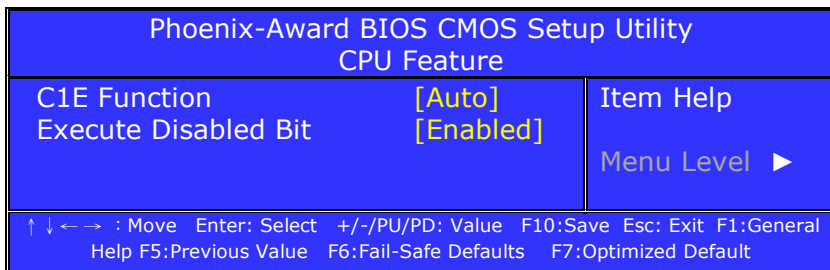 Phoenix-Award BIOS CMOS Setup Utility
CPU Feature
C1E Function [Auto]
Execute Disabled Bit [Enabled]
Item Help
Menu Level ►
↑↓←→ : Move Enter: Select +/-/PU/PD: Value F10:Save Esc: Exit F1:General
Help F5:Previous Value F6:Fail-Safe Defaults F7:Optimized Default